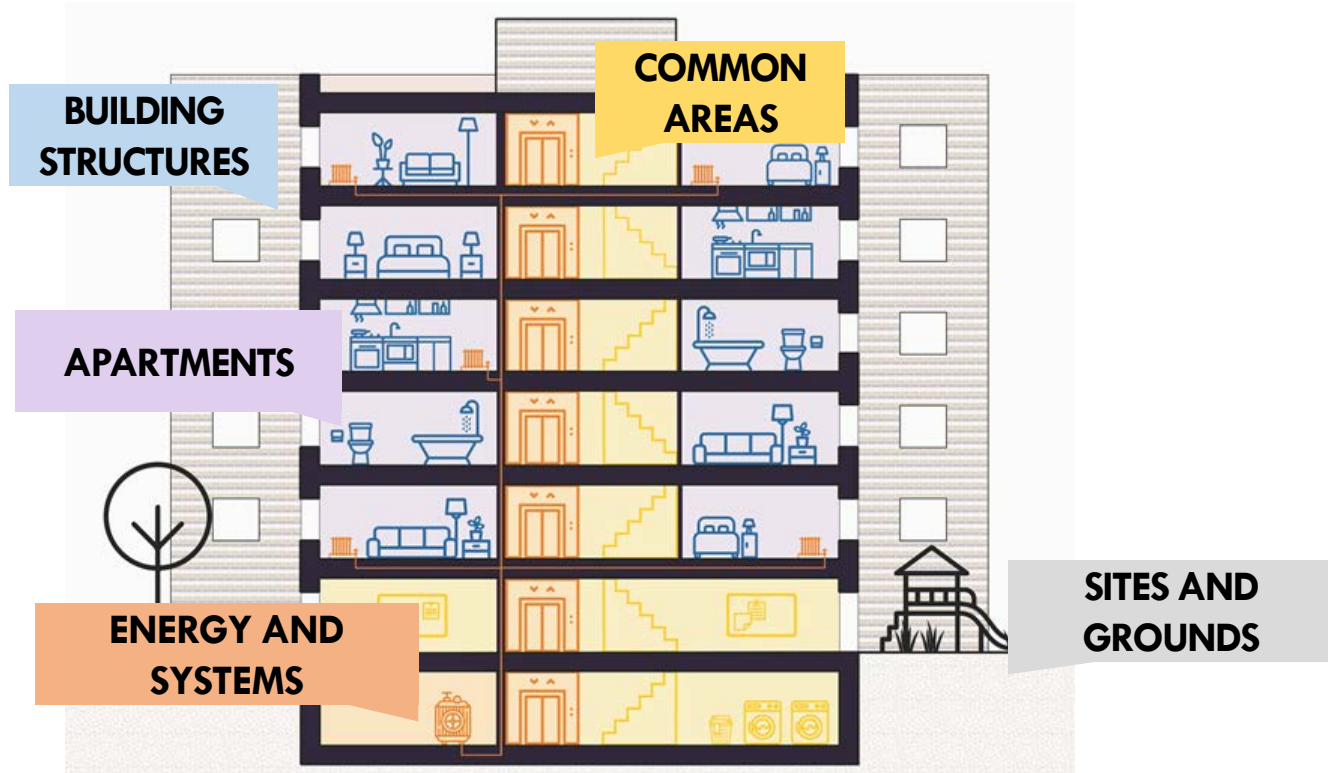 COMMON
AREAS
BUILDING
STRUCTURES
APARTMENTS
ENERGY AND
SYSTEMS
SITES AND
GROUNDS